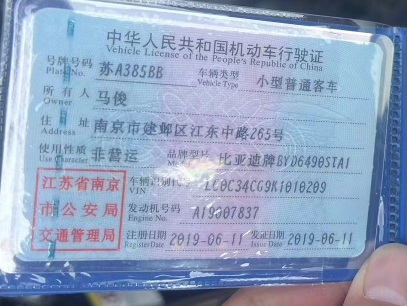 中华人民共和国机动车行驶证
Vehicle License of the People's Republic of China
号牌号码 苏A385BB 车辆类型 小型普通客车
Plate No. Vehicle Type
所有人 马俊
Owner
住址 南京市建邺区江东中路265号
Address
使用性质 非营运 品牌型号 比亚迪牌BYD6490STA1
Use Character
江苏省南京
市公安局
交通管理局
车辆识别代 LC0C34CG9K1010209
VIN
发动机号码 A19007837
Engine No.
注册日期 2019-06-11 发证日期 2019-06-11
Register Date Issue Date